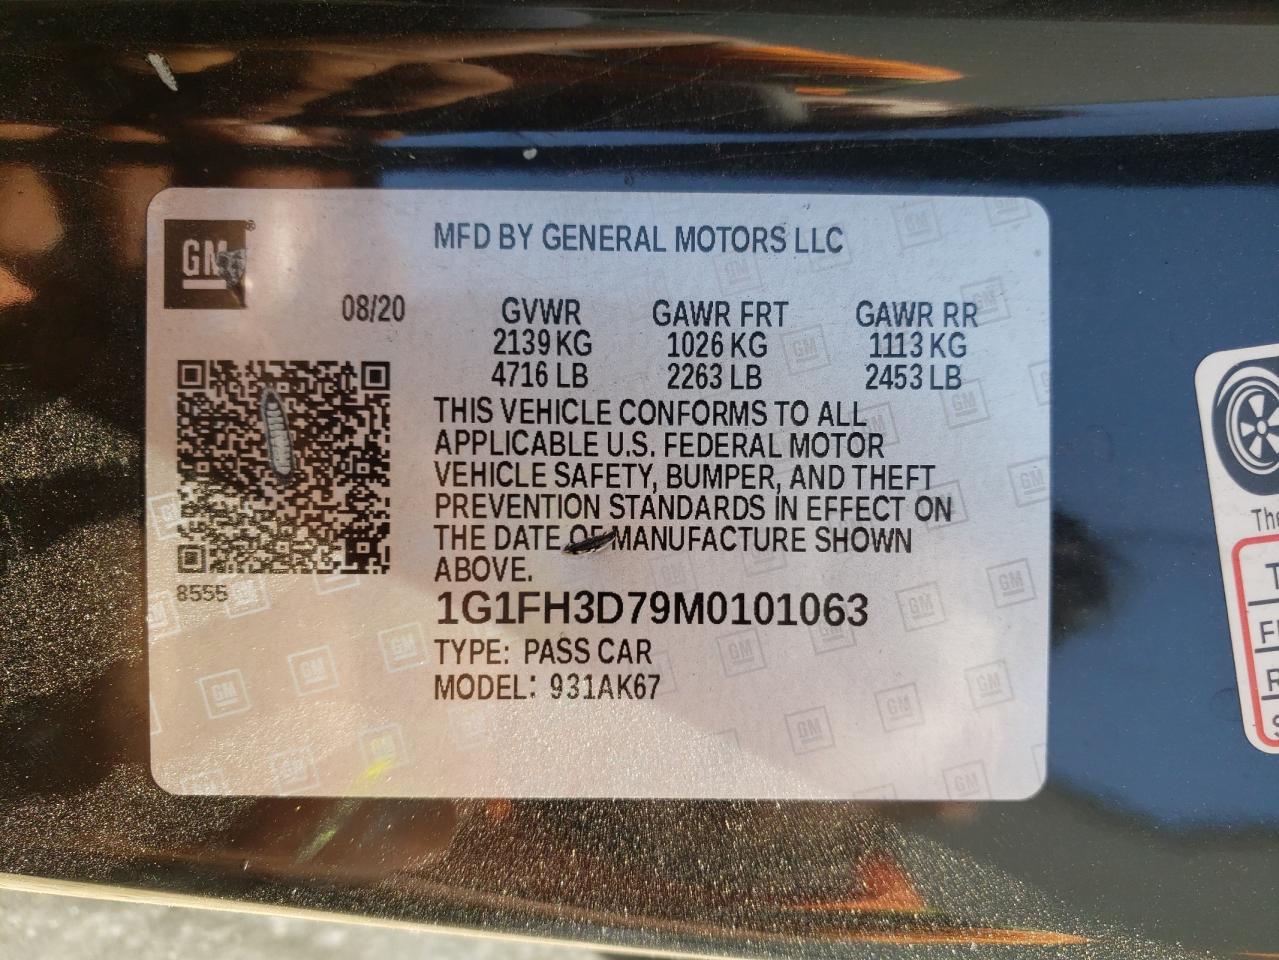 GM
MFD BY GENERAL MOTORS LLC
08/20
GVWR GAWR FRT GAWR RR
2139 KG 1026 KG 1113 KG
4716 LB 2263 LB 2453 LB
THIS VEHICLE CONFORMS TO ALL
APPLICABLE U.S. FEDERAL MOTOR
VEHICLE SAFETY, BUMPER, AND THEFT
PREVENTION STANDARDS IN EFFECT ON
THE DATE OF MANUFACTURE SHOWN
ABOVE.
8555
1G1FH3D79M0101063
TYPE: PASS CAR
MODEL: 931AK67